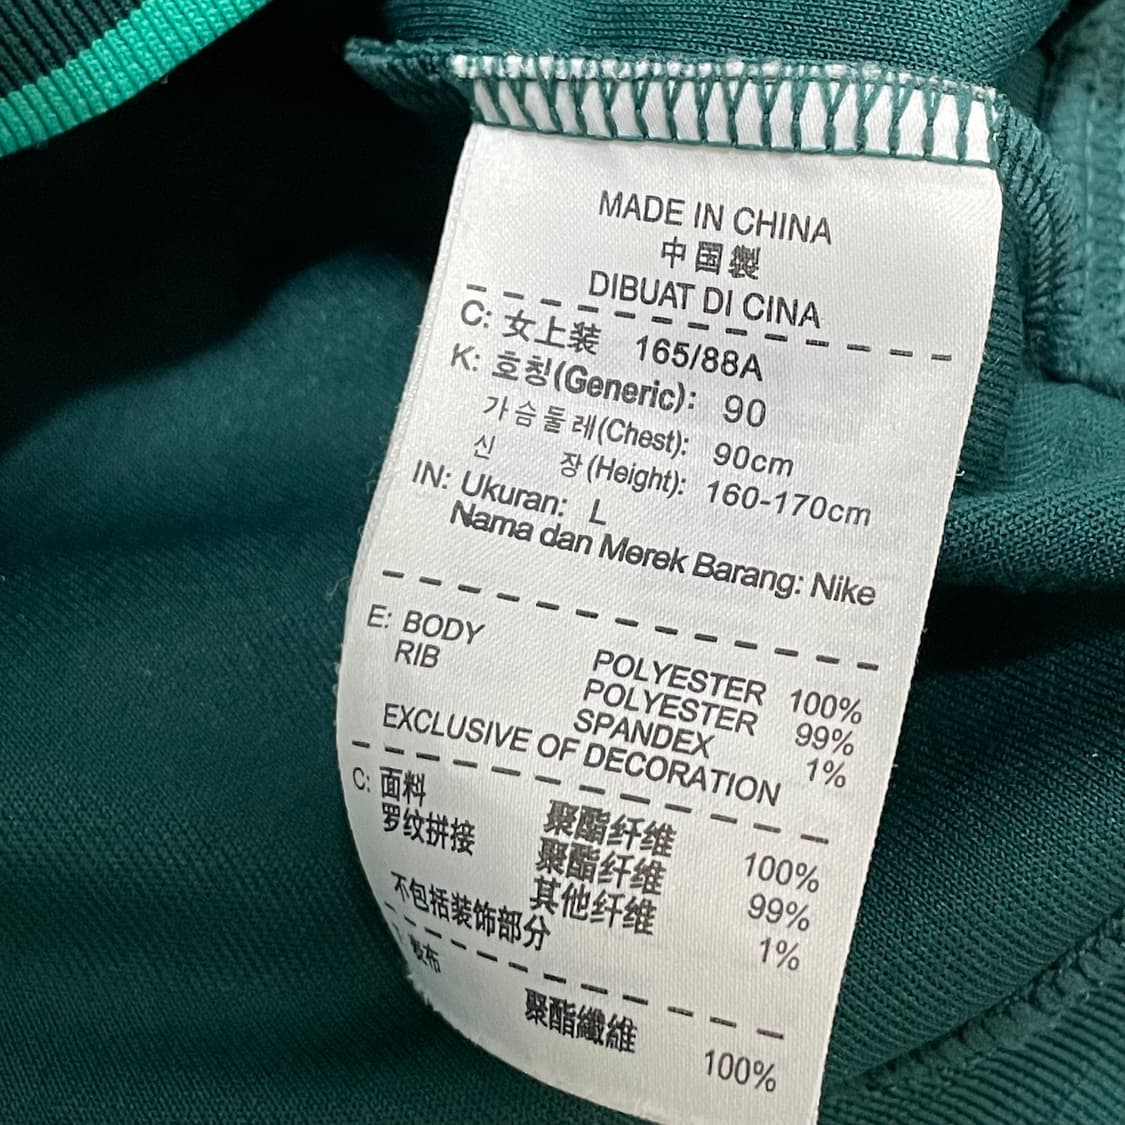 MADE IN CHINA
中国製
DIBUAT DI CINA
C: 女上装 165/88A
K: 호칭(Generic): 90
가슴둘레(Chest): 90cm
신 장(Height): 160-170cm
IN: Ukuran: L
Nama dan Merek Barang: Nike
E: BODY POLYESTER 100%
RIB POLYESTER 99%
SPANDEX 1%
EXCLUSIVE OF DECORATION
C: 面料 聚酯纤维 100%
罗纹拼接 聚酯纤维 99%
其他纤维 1%
不包括装饰部分
表布 聚酯纖維 100%